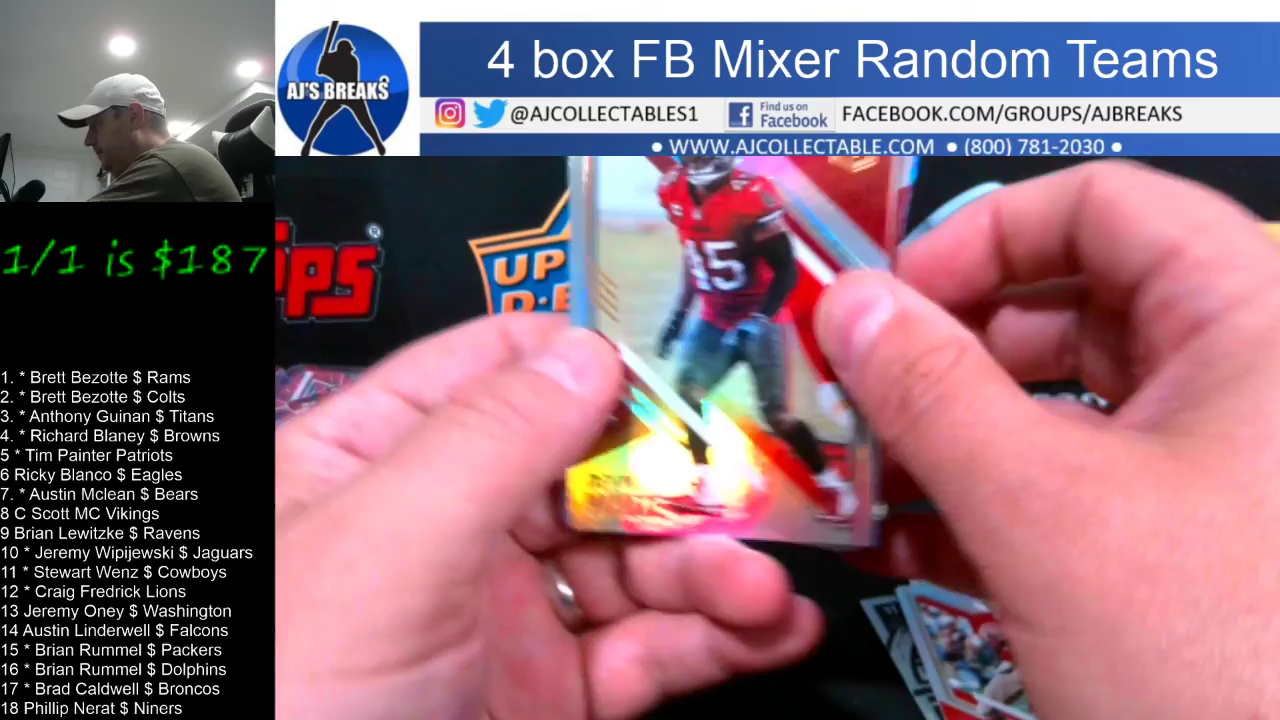 4 box FB Mixer Random Teams
AJ'S BREAKS
@AJCOLLECTABLES1
Find us on
Facebook
FACEBOOK.COM/GROUPS/AJBREAKS
• WWW.AJCOLLECTABLE.COM • (800) 781-2030 •
1/1 is $187
®
UP
D.E
45
1. * Brett Bezotte $ Rams
2. * Brett Bezotte $ Colts
3. * Anthony Guinan $ Titans
4. * Richard Blaney $ Browns
5 * Tim Painter Patriots
6 Ricky Blanco $ Eagles
7. * Austin Mclean $ Bears
8 C Scott MC Vikings
9 Brian Lewitzke $ Ravens
10 * Jeremy Wipijewski $ Jaguars
11 * Stewart Wenz $ Cowboys
12 * Craig Fredrick Lions
13 Jeremy Oney $ Washington
14 Austin Linderwell $ Falcons
15 * Brian Rummel $ Packers
16 * Brian Rummel $ Dolphins
17 * Brad Caldwell $ Broncos
18 Phillip Nerat $ Niners